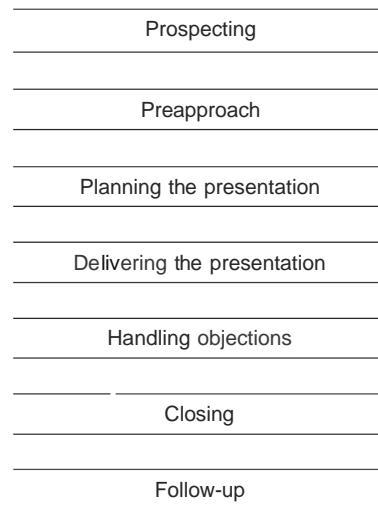 Prospecting
Preapproach
Planning the presentation
Delivering the presentation
Handling objections
Closing
Follow-up